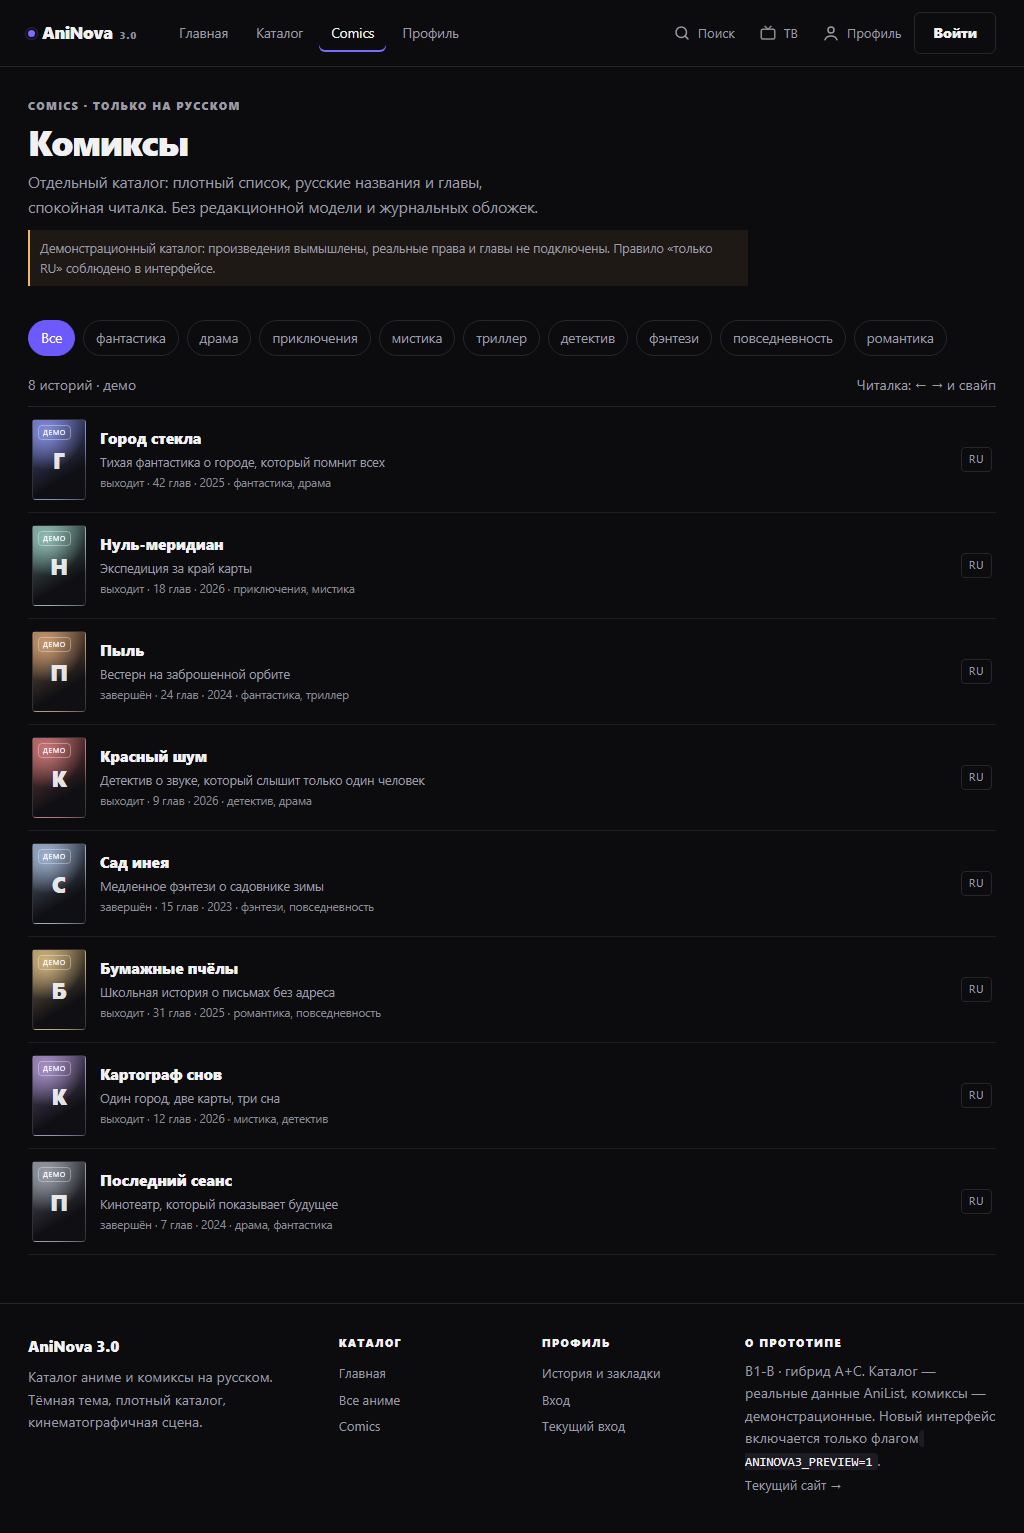 AniNova 3.0
Главная
Каталог
Comics
Профиль
Поиск
ТВ
Профиль
Войти
COMICS · ТОЛЬКО НА РУССКОМ
Комиксы
Отдельный каталог: плотный список, русские названия и главы,
спокойная читалка. Без редакционной модели и журнальных обложек.
Демонстрационный каталог: произведения вымышлены, реальные права и главы не подключены. Правило «только
RU» соблюдено в интерфейсе.
Все
фантастика
драма
приключения
мистика
триллер
детектив
фэнтези
повседневность
романтика
8 историй · демо
Читалка: ← → и свайп
ДЕМО
Г
Город стекла
Тихая фантастика о городе, который помнит всех
выходит · 42 глав · 2025 · фантастика, драма
RU
ДЕМО
Н
Нуль-меридиан
Экспедиция за край карты
выходит · 18 глав · 2026 · приключения, мистика
RU
ДЕМО
П
Пыль
Вестерн на заброшенной орбите
завершён · 24 глав · 2024 · фантастика, триллер
RU
ДЕМО
К
Красный шум
Детектив о звуке, который слышит только один человек
выходит · 9 глав · 2026 · детектив, драма
RU
ДЕМО
С
Сад инея
Медленное фэнтези о садовнике зимы
завершён · 15 глав · 2023 · фэнтези, повседневность
RU
ДЕМО
Б
Бумажные пчёлы
Школьная история о письмах без адреса
выходит · 31 глав · 2025 · романтика, повседневность
RU
ДЕМО
К
Картограф снов
Один город, две карты, три сна
выходит · 12 глав · 2026 · мистика, детектив
RU
ДЕМО
П
Последний сеанс
Кинотеатр, который показывает будущее
завершён · 7 глав · 2024 · драма, фантастика
RU
AniNova 3.0
Каталог аниме и комиксы на русском.
Тёмная тема, плотный каталог,
кинематографичная сцена.
КАТАЛОГ
Главная
Все аниме
Comics
ПРОФИЛЬ
История и закладки
Вход
Текущий вход
О ПРОТОТИПЕ
B1-B · гибрид A+C. Каталог —
реальные данные AniList, комиксы —
демонстрационные. Новый интерфейс
включается только флагом
ANINOVA3_PREVIEW=1 .
Текущий сайт →